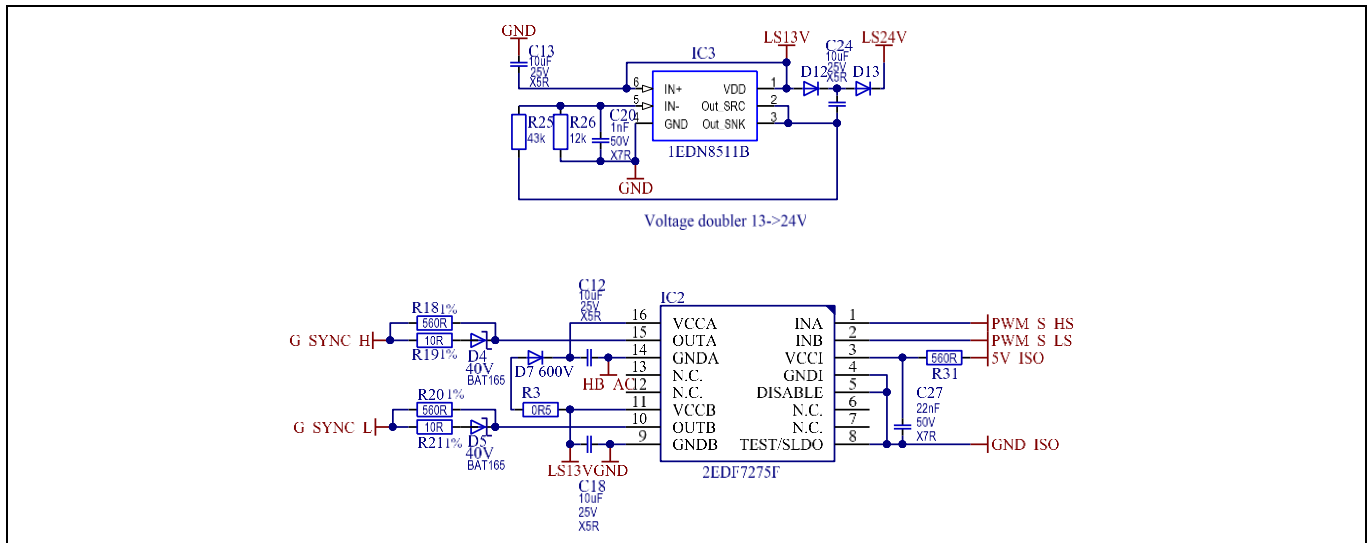 GND
C13
10uF
25V
X5R
IC3
LS13V
C24
10uF
25V
X5R
LS24V
D12
D13
6 IN+ VDD 1
5 IN- Out_SRC 2
4 GND Out_SNK 3
1EDN8511B
R25
43k
R26
12k
C20
1nF
50V
X7R
GND
Voltage doubler 13->24V
C12
10uF
25V
X5R
IC2
R18 1%
560R
G_SYNC_H
10R
R19 1%
D4
40V
BAT165
D7 600V
HB_AC
R3
0R5
R20 1%
560R
G_SYNC_L
10R
R21 1%
D5
40V
BAT165
LS13V GND
C18
10uF
25V
X5R
16 VCCA INA 1 PWM_S_HS
15 OUTA INB 2 PWM_S_LS
14 GNDA VCCI 3 560R 5V_ISO
R31
13 N.C. GNDI 4
12 N.C. DISABLE 5
11 VCCB N.C. 6
10 OUTB N.C. 7
9 GNDB TEST/SLDO 8 GND_ISO
C27
22nF
50V
X7R
2EDF7275F